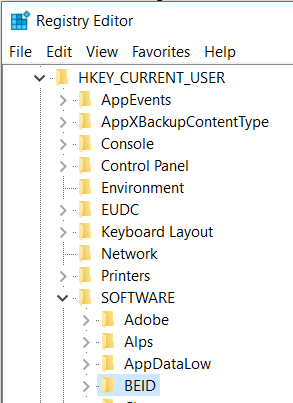 Registry Editor
File Edit View Favorites Help
HKEY_CURRENT_USER
AppEvents
AppXBackupContentType
Console
Control Panel
Environment
EUDC
Keyboard Layout
Network
Printers
SOFTWARE
Adobe
Alps
AppDataLow
BEID